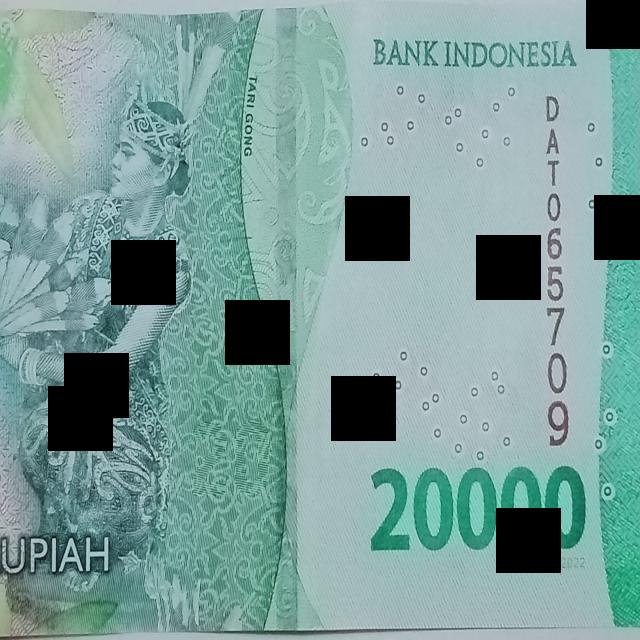 BANK INDONESIA
TARI GONG
DAT065709
20000
UPIAH
2022